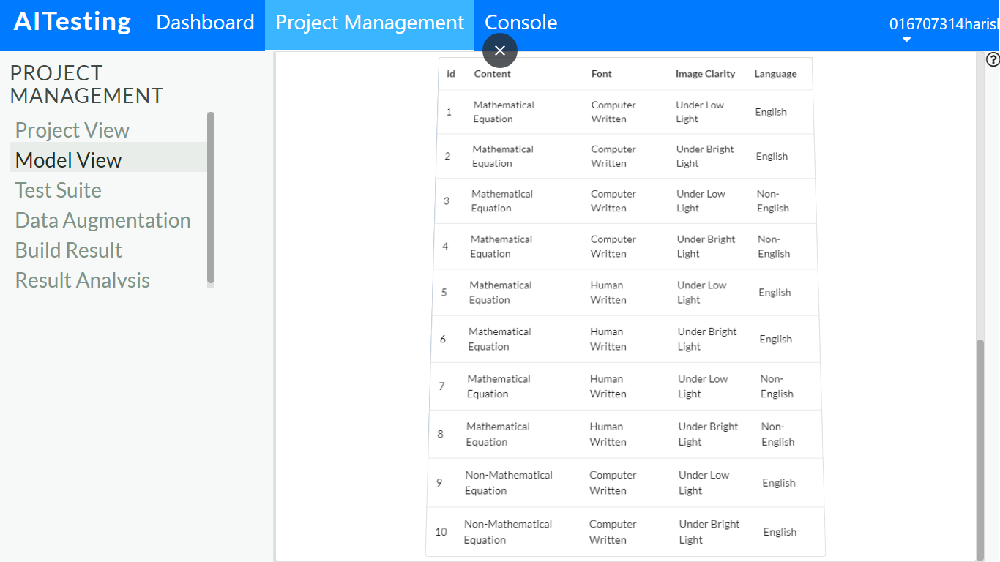 AITesting Dashboard Project Management Console 016707314harish
PROJECT
MANAGEMENT
Project View
Model View
Test Suite
Data Augmentation
Build Result
Result Analysis
id Content Font Image Clarity Language
1 Mathematical Equation Computer Written Under Low Light English
2 Mathematical Equation Computer Written Under Bright Light English
3 Mathematical Equation Computer Written Under Low Light Non-English
4 Mathematical Equation Computer Written Under Bright Light Non-English
5 Mathematical Equation Human Written Under Low Light English
6 Mathematical Equation Human Written Under Bright Light English
7 Mathematical Equation Human Written Under Low Light Non-English
8 Mathematical Equation Human Written Under Bright Light Non-English
9 Non-Mathematical Equation Computer Written Under Low Light English
10 Non-Mathematical Equation Computer Written Under Bright Light English